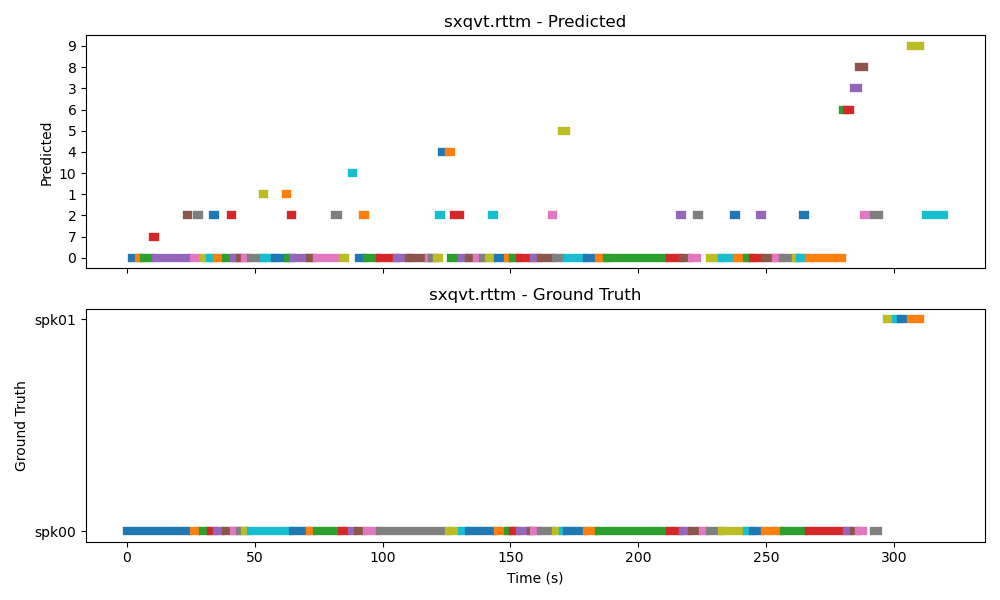 sxqvt.rttm - Predicted
Predicted
9
8
3
6
5
4
10
1
2
7
0
sxqvt.rttm - Ground Truth
Ground Truth
spk01
spk00
0 50 100 150 200 250 300
Time (s)